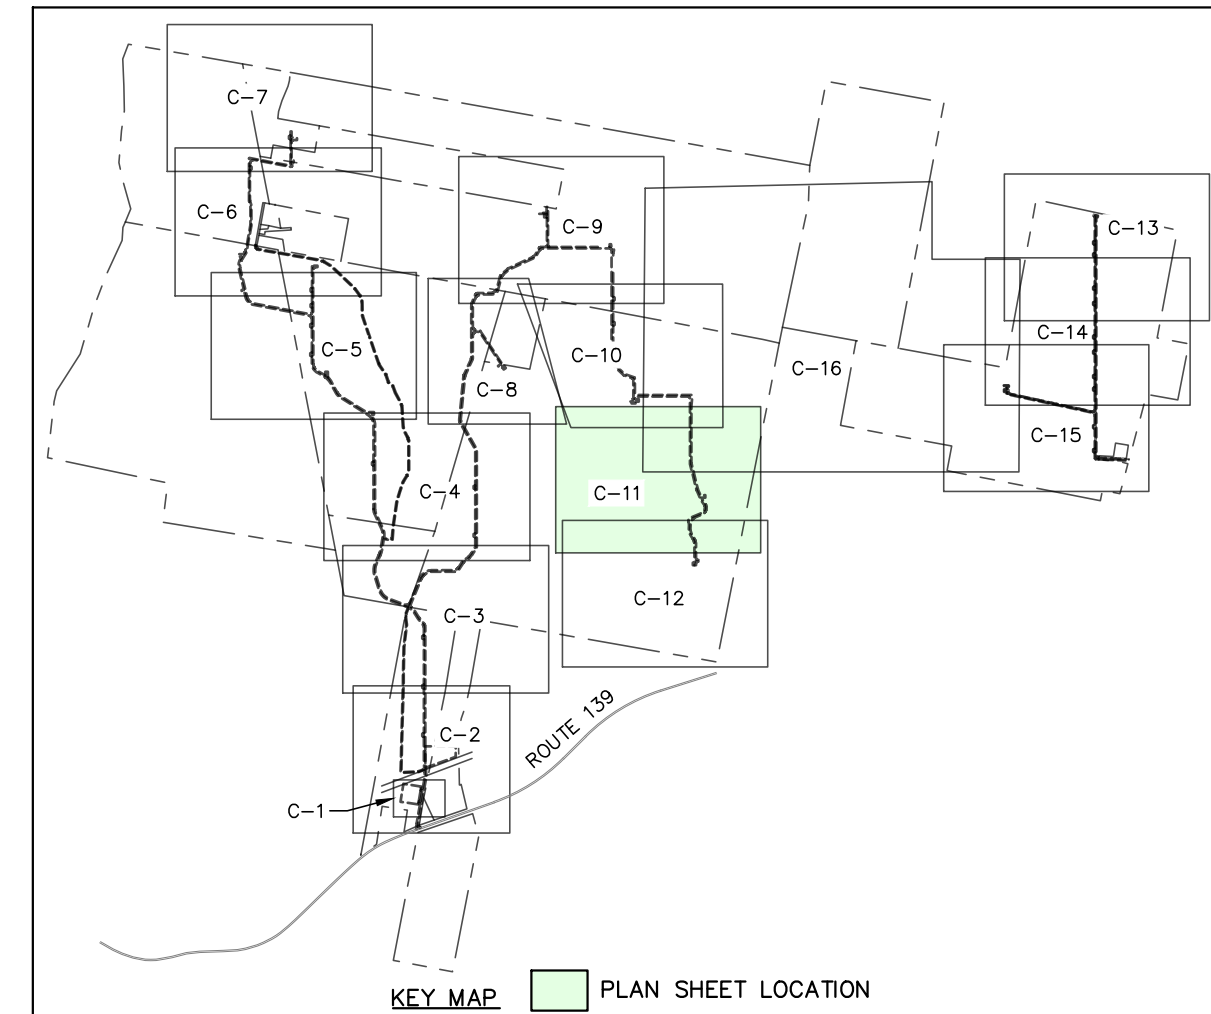 C-7
C-6
C-9
C-13
C-14
C-5
C-10
C-16
C-8
C-15
C-4
C-11
C-12
C-3
C-2
ROUTE 139
C-1
KEY MAP
PLAN SHEET LOCATION